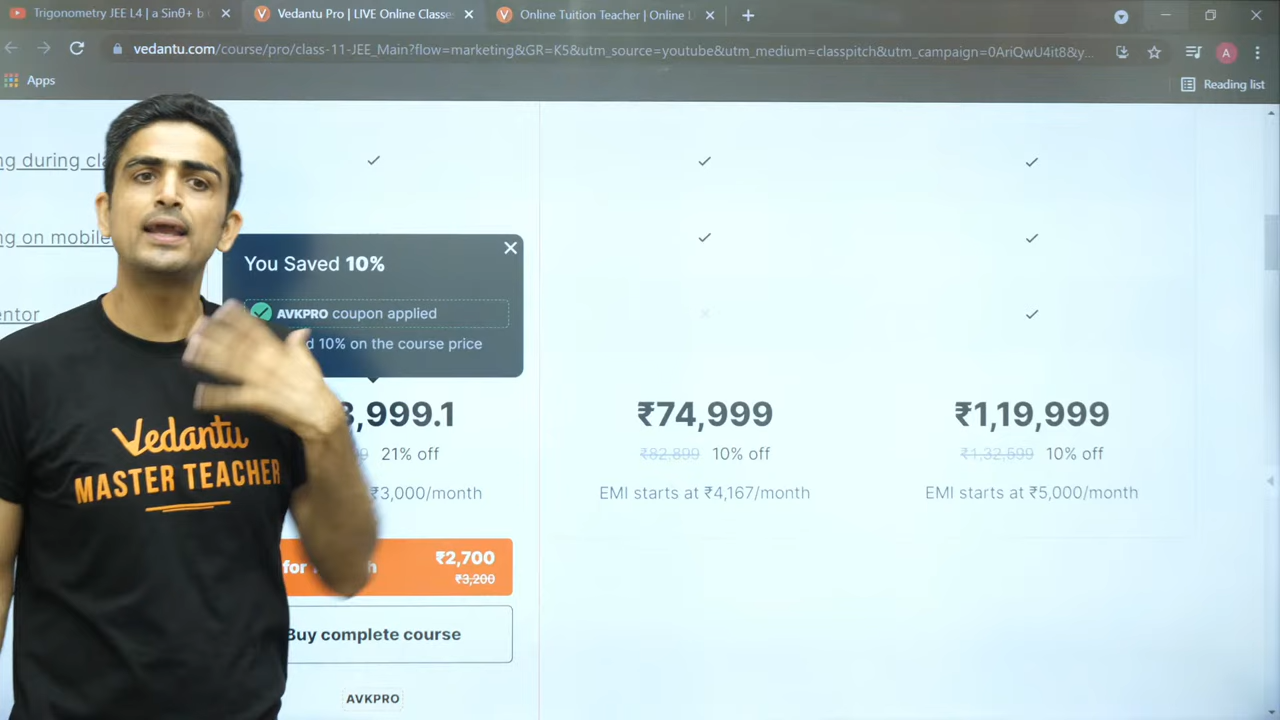 Trigonometry JEE L4 | a Sinθ+ b
Vedantu Pro | LIVE Online Classe
Online Tuition Teacher | Online
vedantu.com/course/pro/class-11-JEE_Main?flow=marketing&GR=K5&utm_source=youtube&utm_medium=classpitch&utm_campaign=0AriQwU4it8&y...
A
Apps
Reading list
ng during cla
ng on mobile
entor
You Saved 10%
AVKPRO coupon applied
d 10% on the course price
3,999.1
₹74,999
₹1,19,999
21% off
₹82,899 10% off
₹1,32,599 10% off
₹3,000/month
EMI starts at ₹4,167/month
EMI starts at ₹5,000/month
for
₹2,700
₹3,200
Buy complete course
AVKPRO
Vedantu
MASTER TEACHER